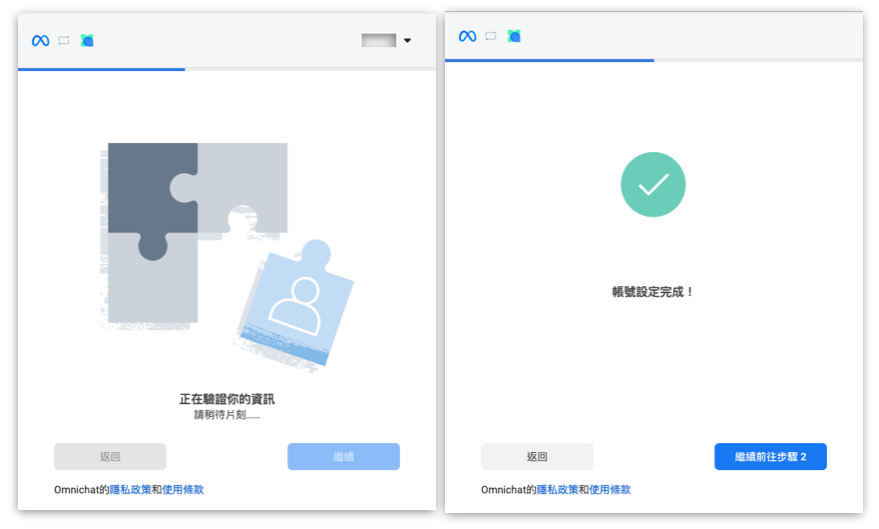 正在驗證你的資訊
請稍待片刻......
返回
繼續
Omnichat的隱私政策和使用條款
帳號設定完成！
返回
繼續前往步驟 2
Omnichat的隱私政策和使用條款